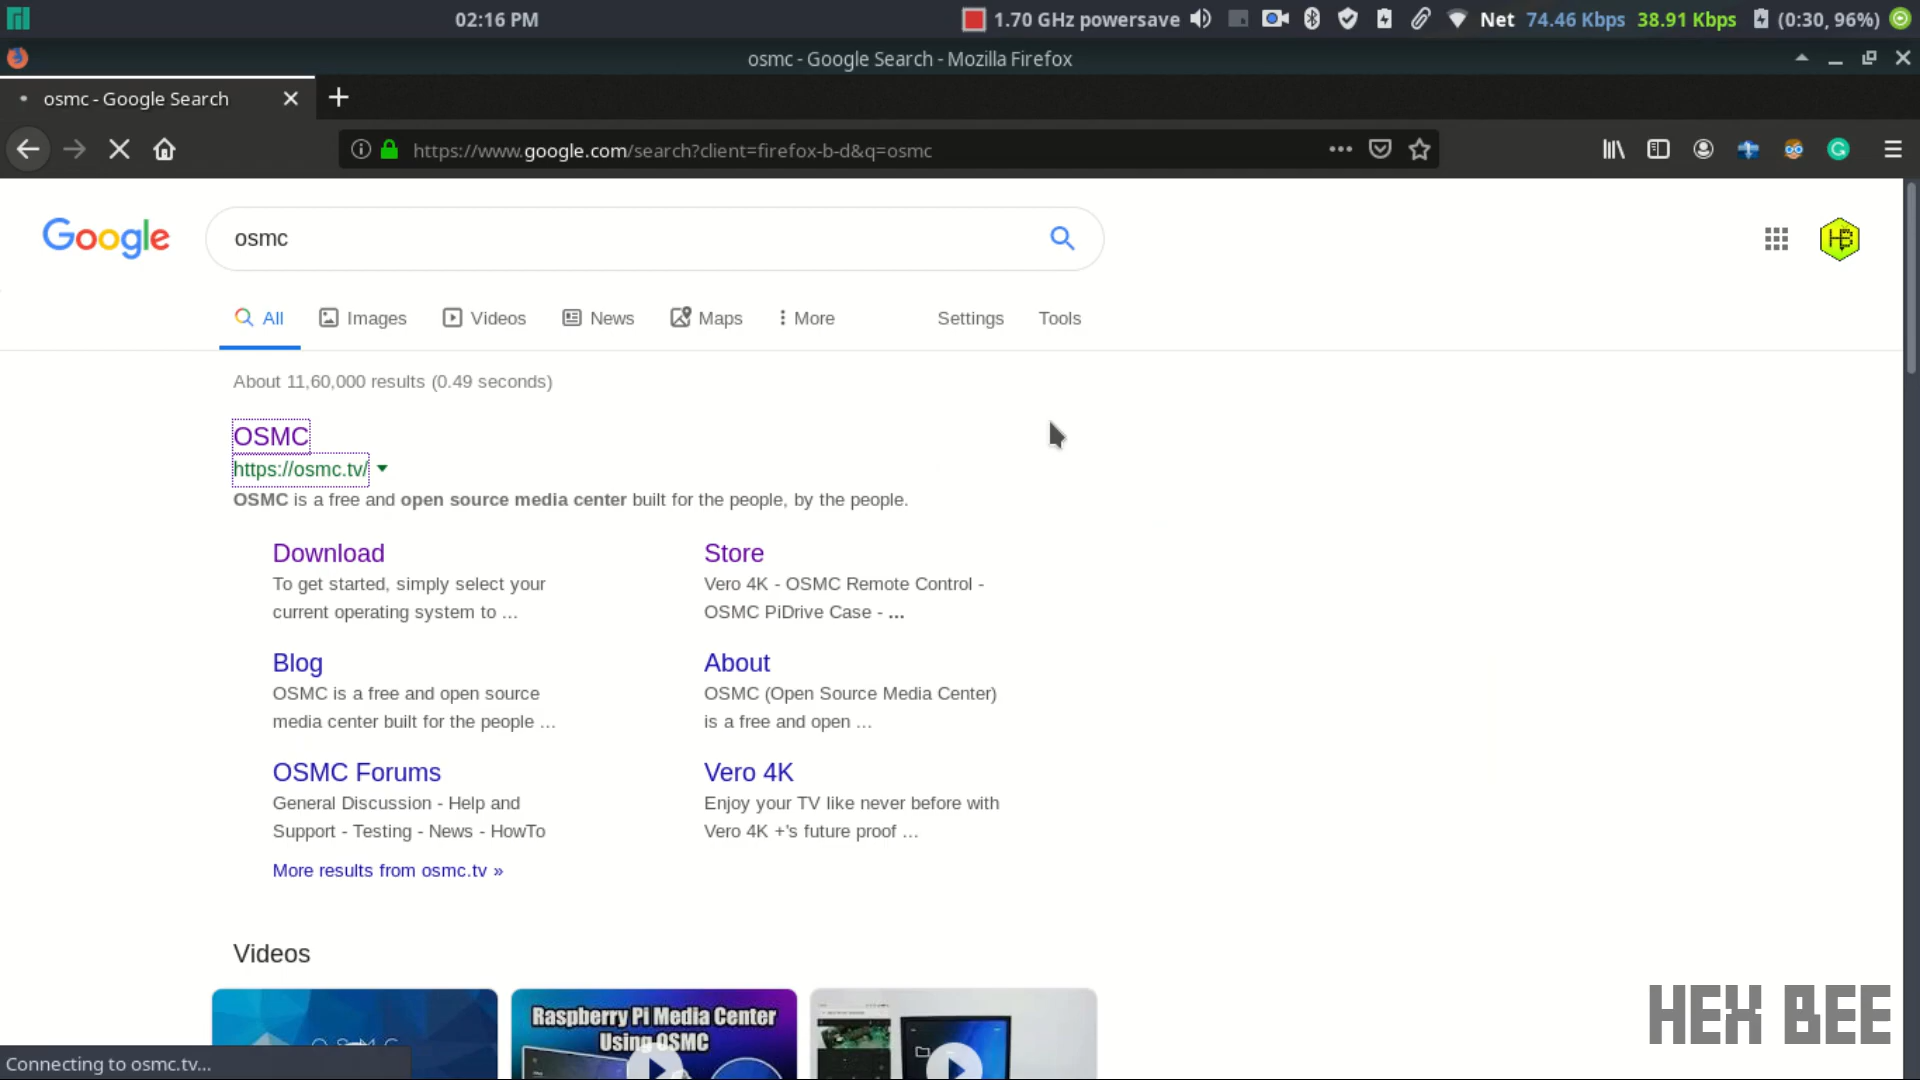 02:16 PM
1.70 GHz powersave
Net 74.46 Kbps 38.91 Kbps (0:30, 96%)
osmc - Google Search - Mozilla Firefox
osmc - Google Search
https://www.google.com/search?client=firefox-b-d&q=osmc
Google
osmc
HB
All Images Videos News Maps More Settings Tools
About 11,60,000 results (0.49 seconds)
OSMC
https://osmc.tv/
OSMC is a free and open source media center built for the people, by the people.
Download
To get started, simply select your
current operating system to ...
Store
Vero 4K - OSMC Remote Control -
OSMC PiDrive Case - ...
Blog
OSMC is a free and open source
media center built for the people ...
About
OSMC (Open Source Media Center)
is a free and open ...
OSMC Forums
General Discussion - Help and
Support - Testing - News - HowTo
Vero 4K
Enjoy your TV like never before with
Vero 4K +'s future proof ...
More results from osmc.tv »
Videos
OSMC
Raspberry Pi Media Center
Using OSMC
HEX BEE
Connecting to osmc.tv...